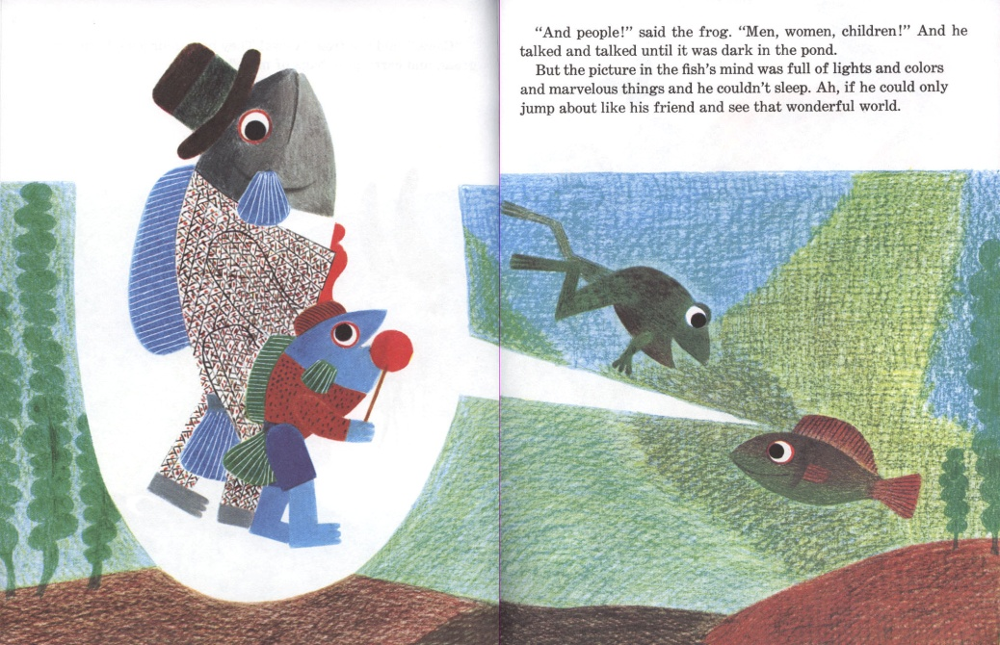 “And people!” said the frog. “Men, women, children!” And he
talked and talked until it was dark in the pond.
But the picture in the fish’s mind was full of lights and colors
and marvelous things and he couldn’t sleep. Ah, if he could only
jump about like his friend and see that wonderful world.